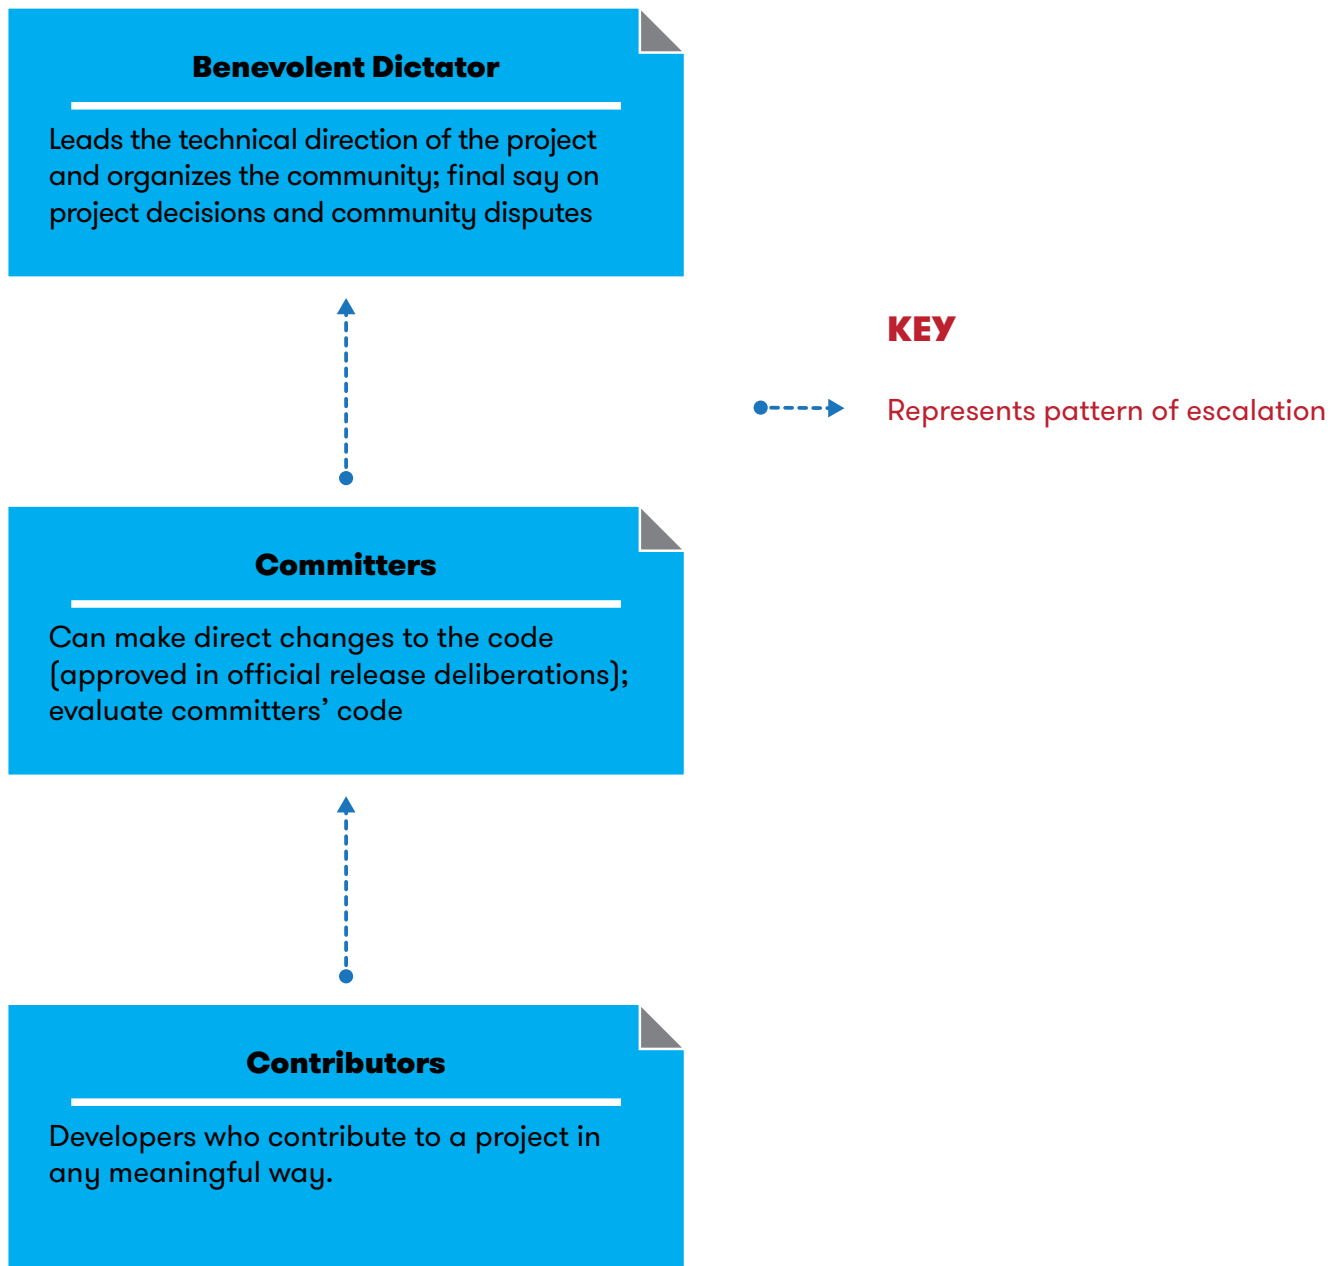 Benevolent Dictator
Leads the technical direction of the project
and organizes the community; final say on
project decisions and community disputes
KEY
Represents pattern of escalation
Committers
Can make direct changes to the code
(approved in official release deliberations);
evaluate committers’ code
Contributors
Developers who contribute to a project in
any meaningful way.